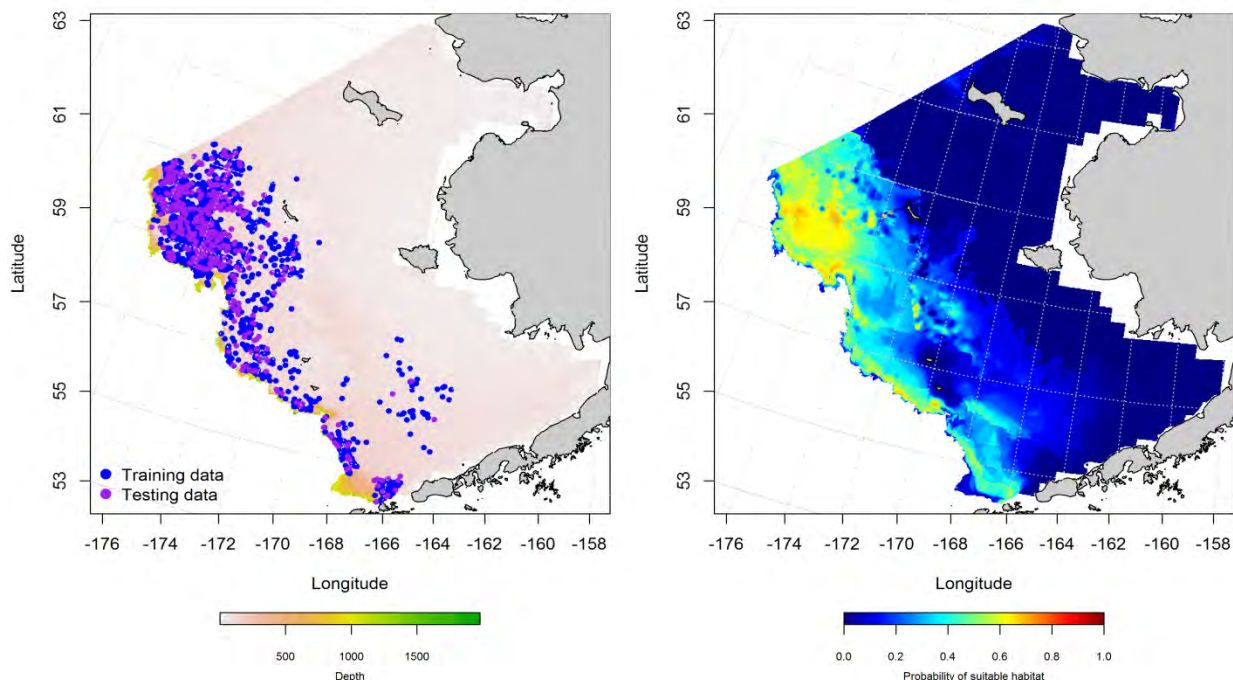 63
61
59
57
55
53
Latitude
Training data
Testing data
-176 -174 -172 -170 -168 -166 -164 -162 -160 -158
Longitude
500 1000 1500
Depth
63
61
59
57
55
53
Latitude
-176 -174 -172 -170 -168 -166 -164 -162 -160 -158
Longitude
0.0 0.2 0.4 0.6 0.8 1.0
Probability of suitable habitat